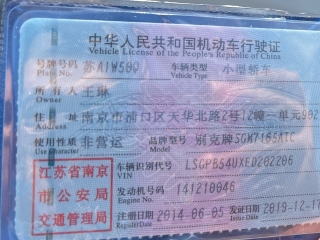 中华人民共和国机动车行驶证
Vehicle License of the People's Republic of China
号牌号码 苏A1W500 车辆类型 小型轿车
Plate No. Vehicle Type
所有人 王琳
Owner
住址 南京市浦口区天华北路2号12幢一单元902
Address
使用性质 非营运 品牌型号 别克牌SGM7165ATC
Use Character Model
江苏省南京
市公安局
交通管理局
车辆识别代号 LSGPB54UXED202206
VIN
发动机号码 141210046
Engine No.
注册日期 2014-06-05 发证日期 2019-12-17
Register Date Issue Date